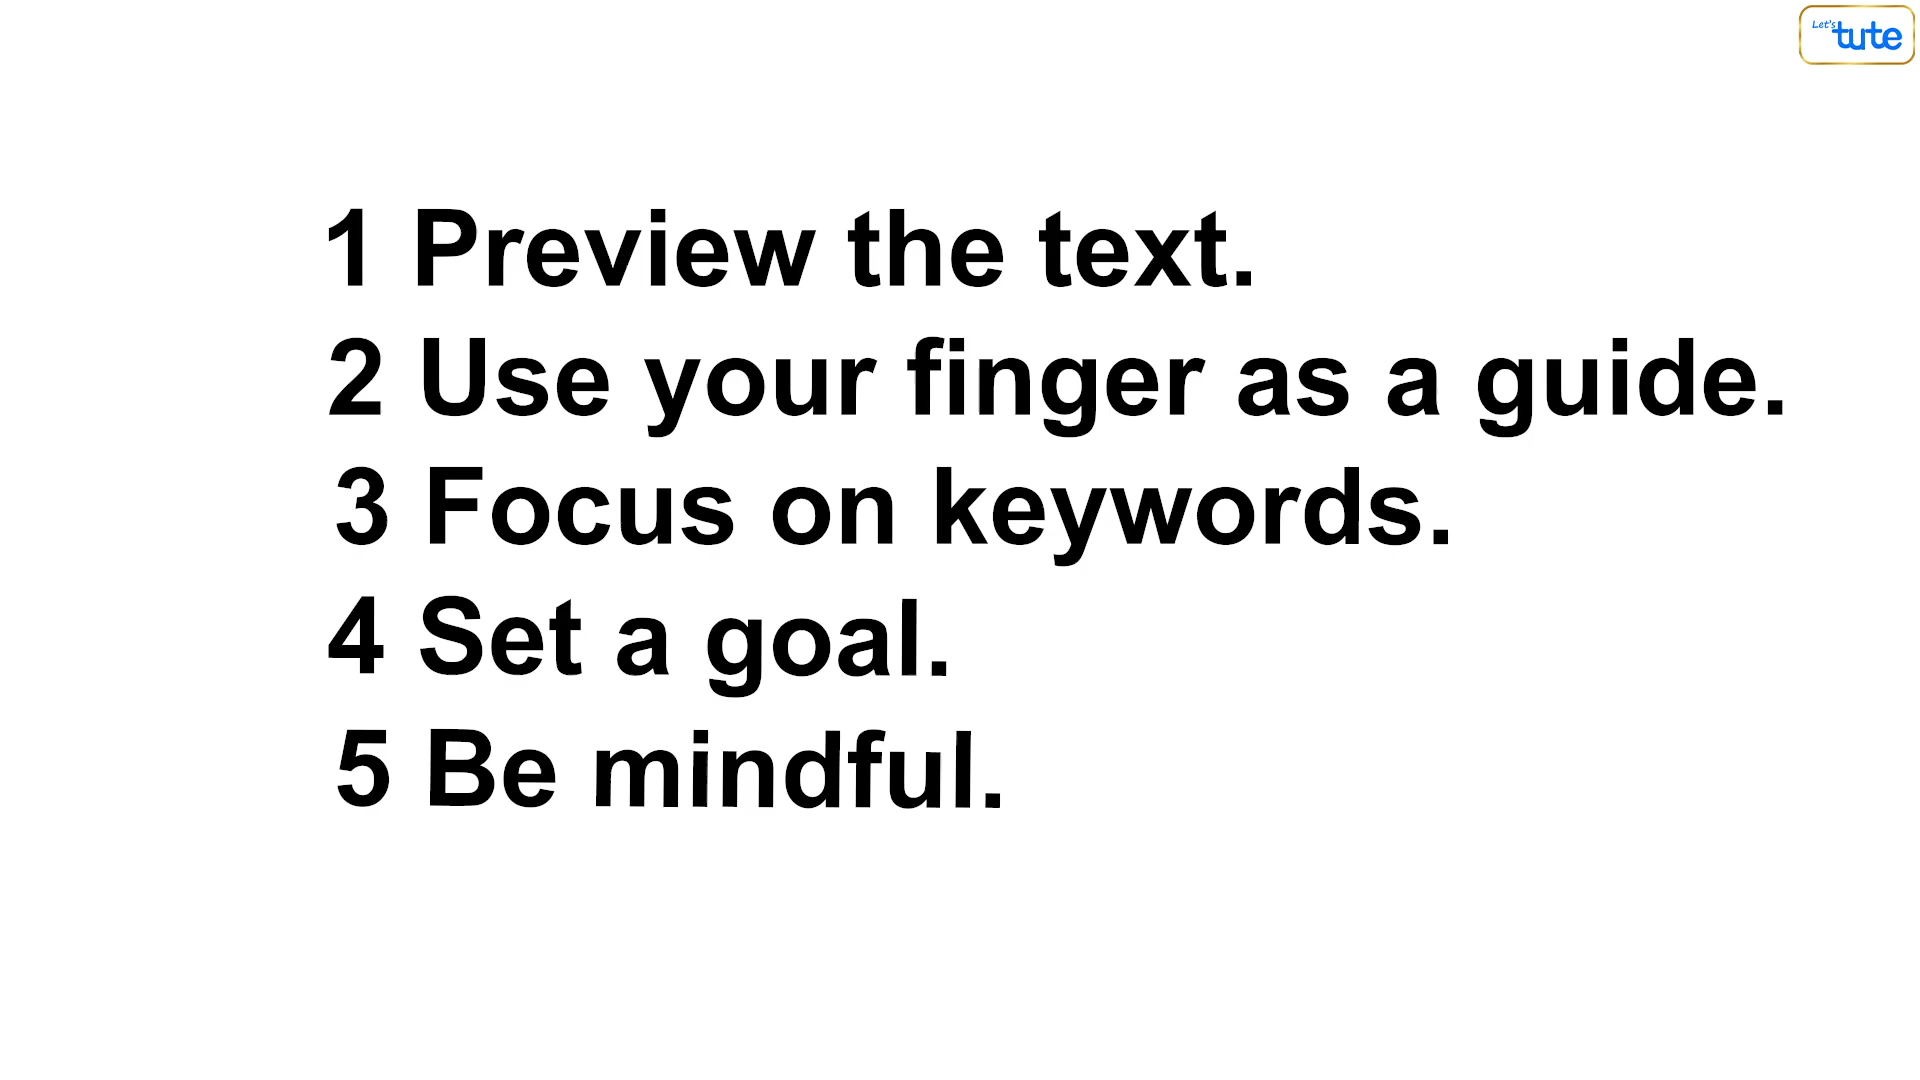 Let's
tute
1 Preview the text.
2 Use your finger as a guide.
3 Focus on keywords.
4 Set a goal.
5 Be mindful.